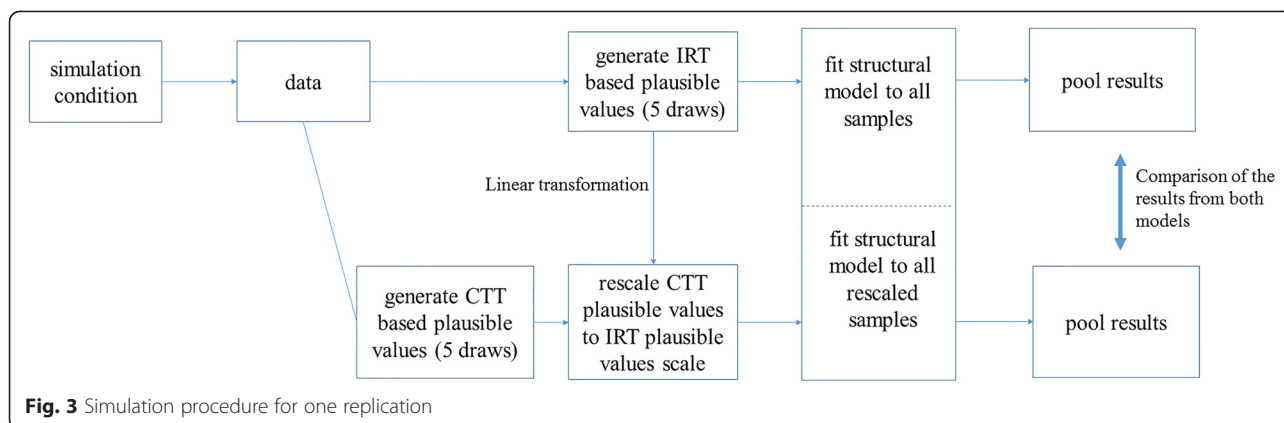 simulation
condition
data
generate IRT
based plausible
values (5 draws)
fit structural
model to all
samples
pool results
Linear transformation
Comparison of the
results from both
models
generate CTT
based plausible
values (5 draws)
rescale CTT
plausible values
to IRT plausible
values scale
fit structural
model to all
rescaled
samples
pool results
Fig. 3 Simulation procedure for one replication